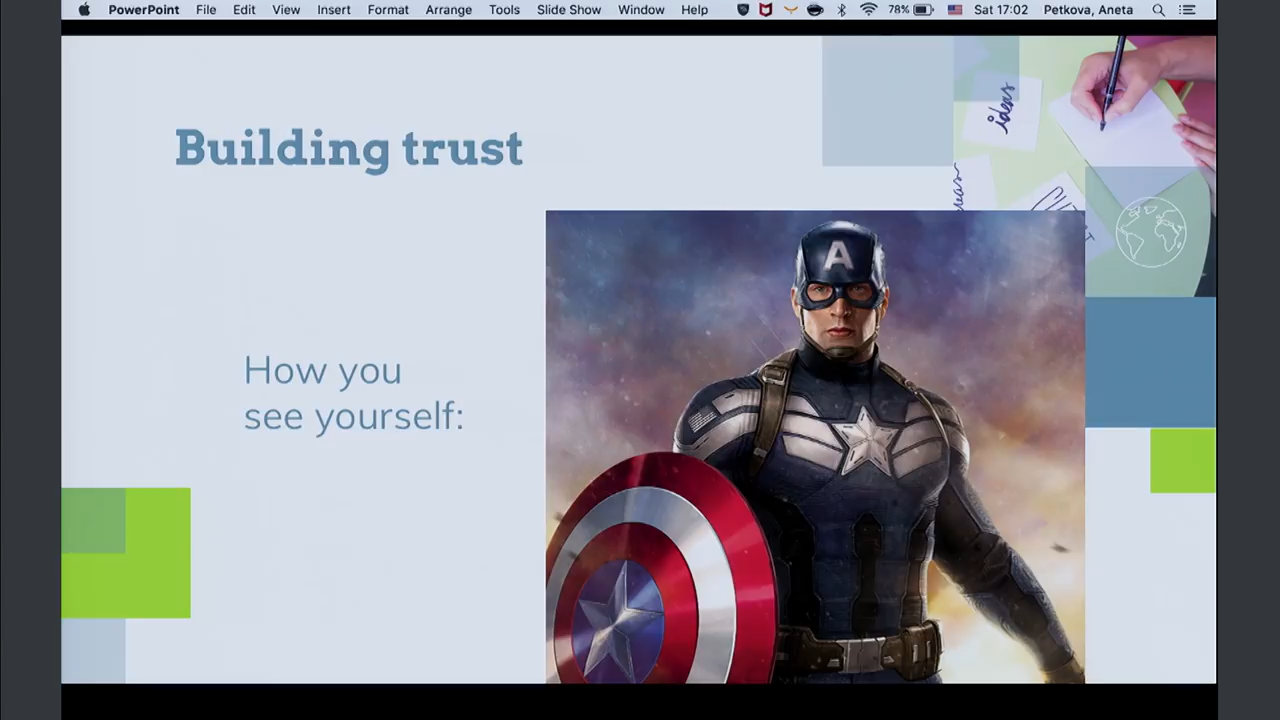 PowerPoint File Edit View Insert Format Arrange Tools Slide Show Window Help 78% Sat 17:02 Petkova, Aneta
ideas
Building trust
A
How you
see yourself: